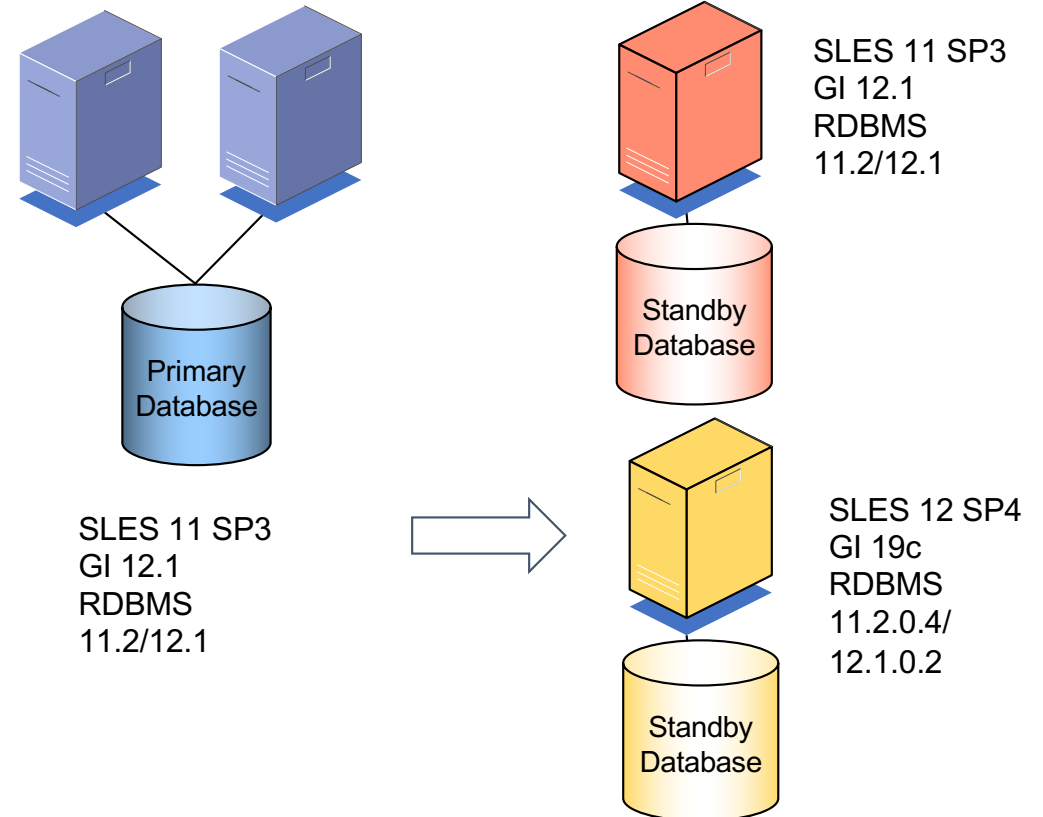 Primary
Database
SLES 11 SP3
GI 12.1
RDBMS
11.2/12.1
SLES 11 SP3
GI 12.1
RDBMS
11.2/12.1
Standby
Database
SLES 12 SP4
GI 19c
RDBMS
11.2.0.4/
12.1.0.2
Standby
Database